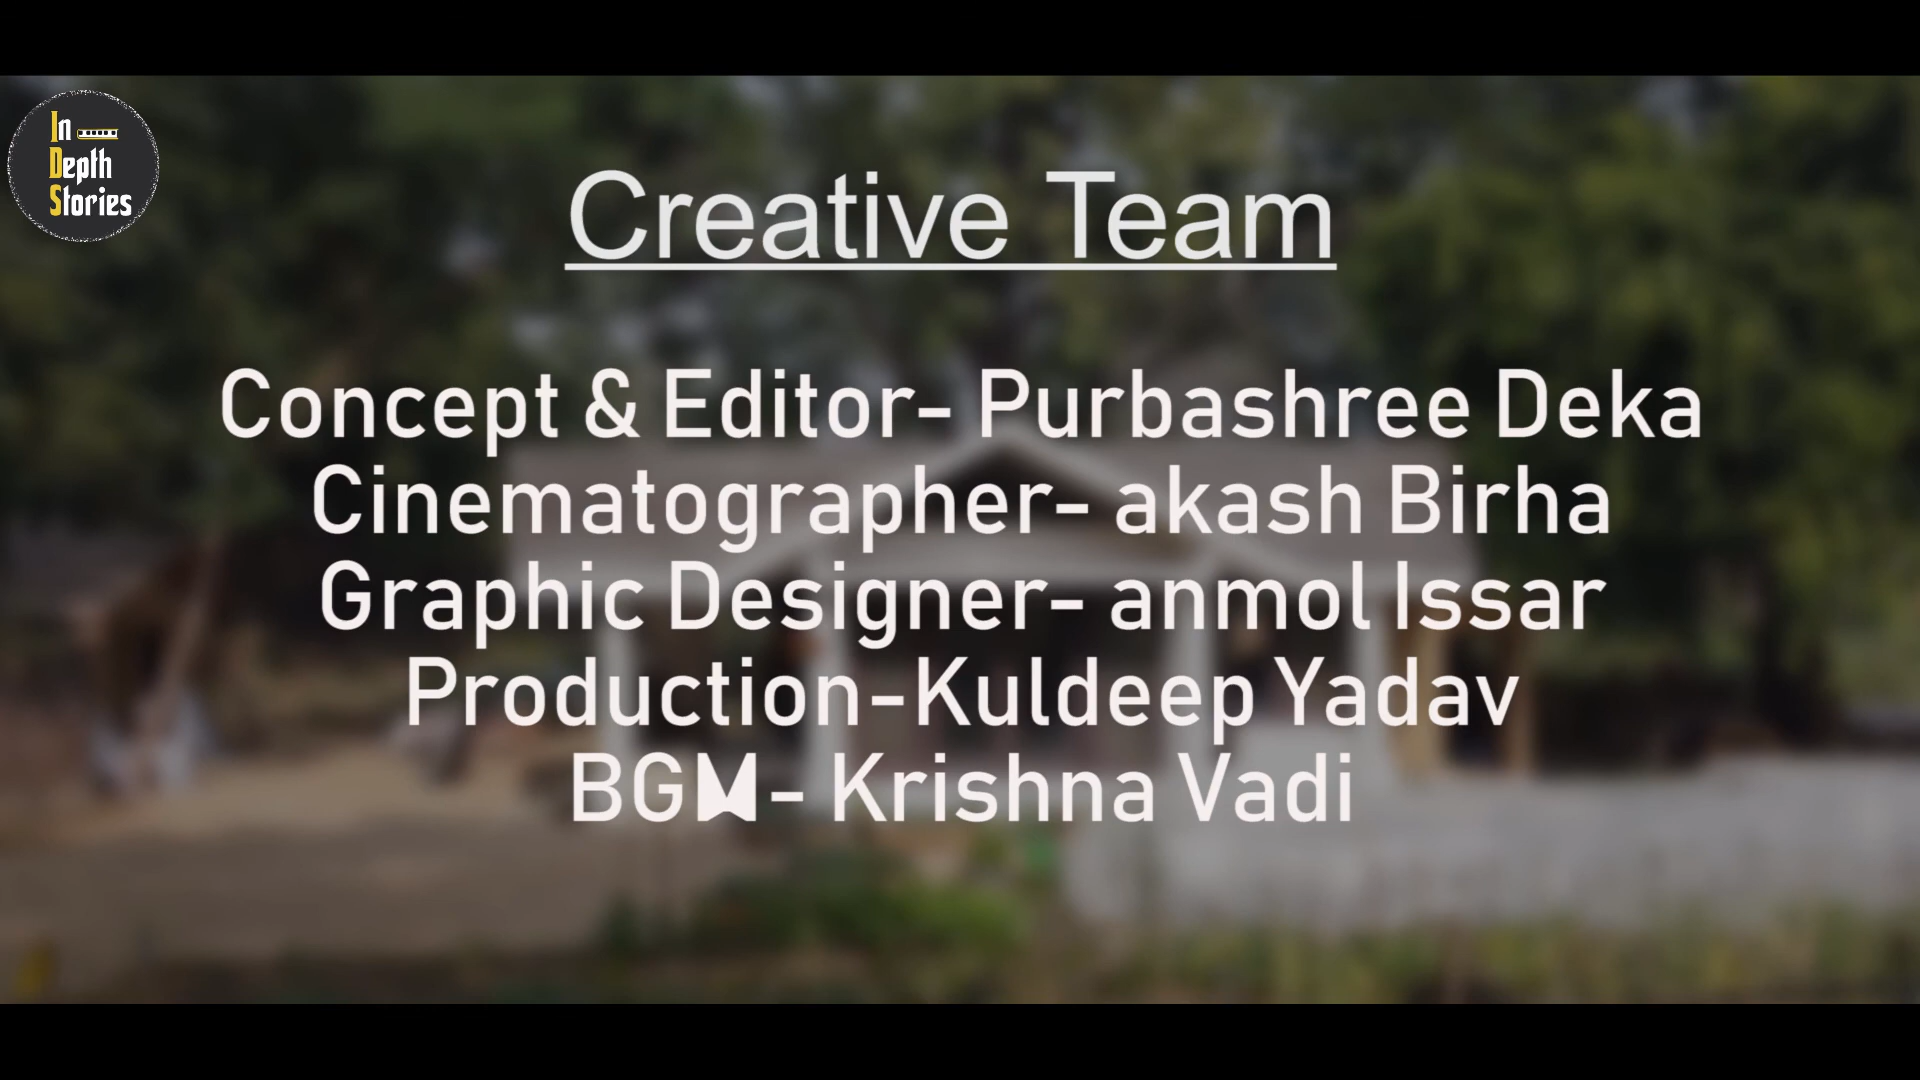 In
Depth
Stories
Creative Team
Concept & Editor- Purbashree Deka
Cinematographer- akash Birha
Graphic Designer- anmol Issar
Production-Kuldeep Yadav
BGM- Krishna Vadi